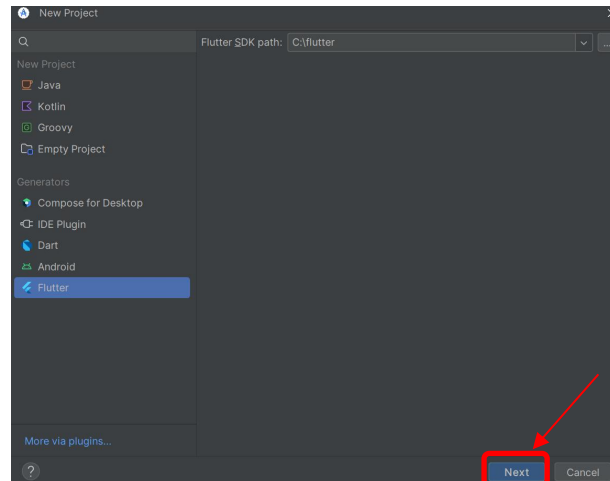 New Project
Flutter SDK path: C:\flutter
New Project
Java
Kotlin
Groovy
Empty Project
Generators
Compose for Desktop
IDE Plugin
Dart
Android
Flutter
More via plugins...
?
Next
Cancel